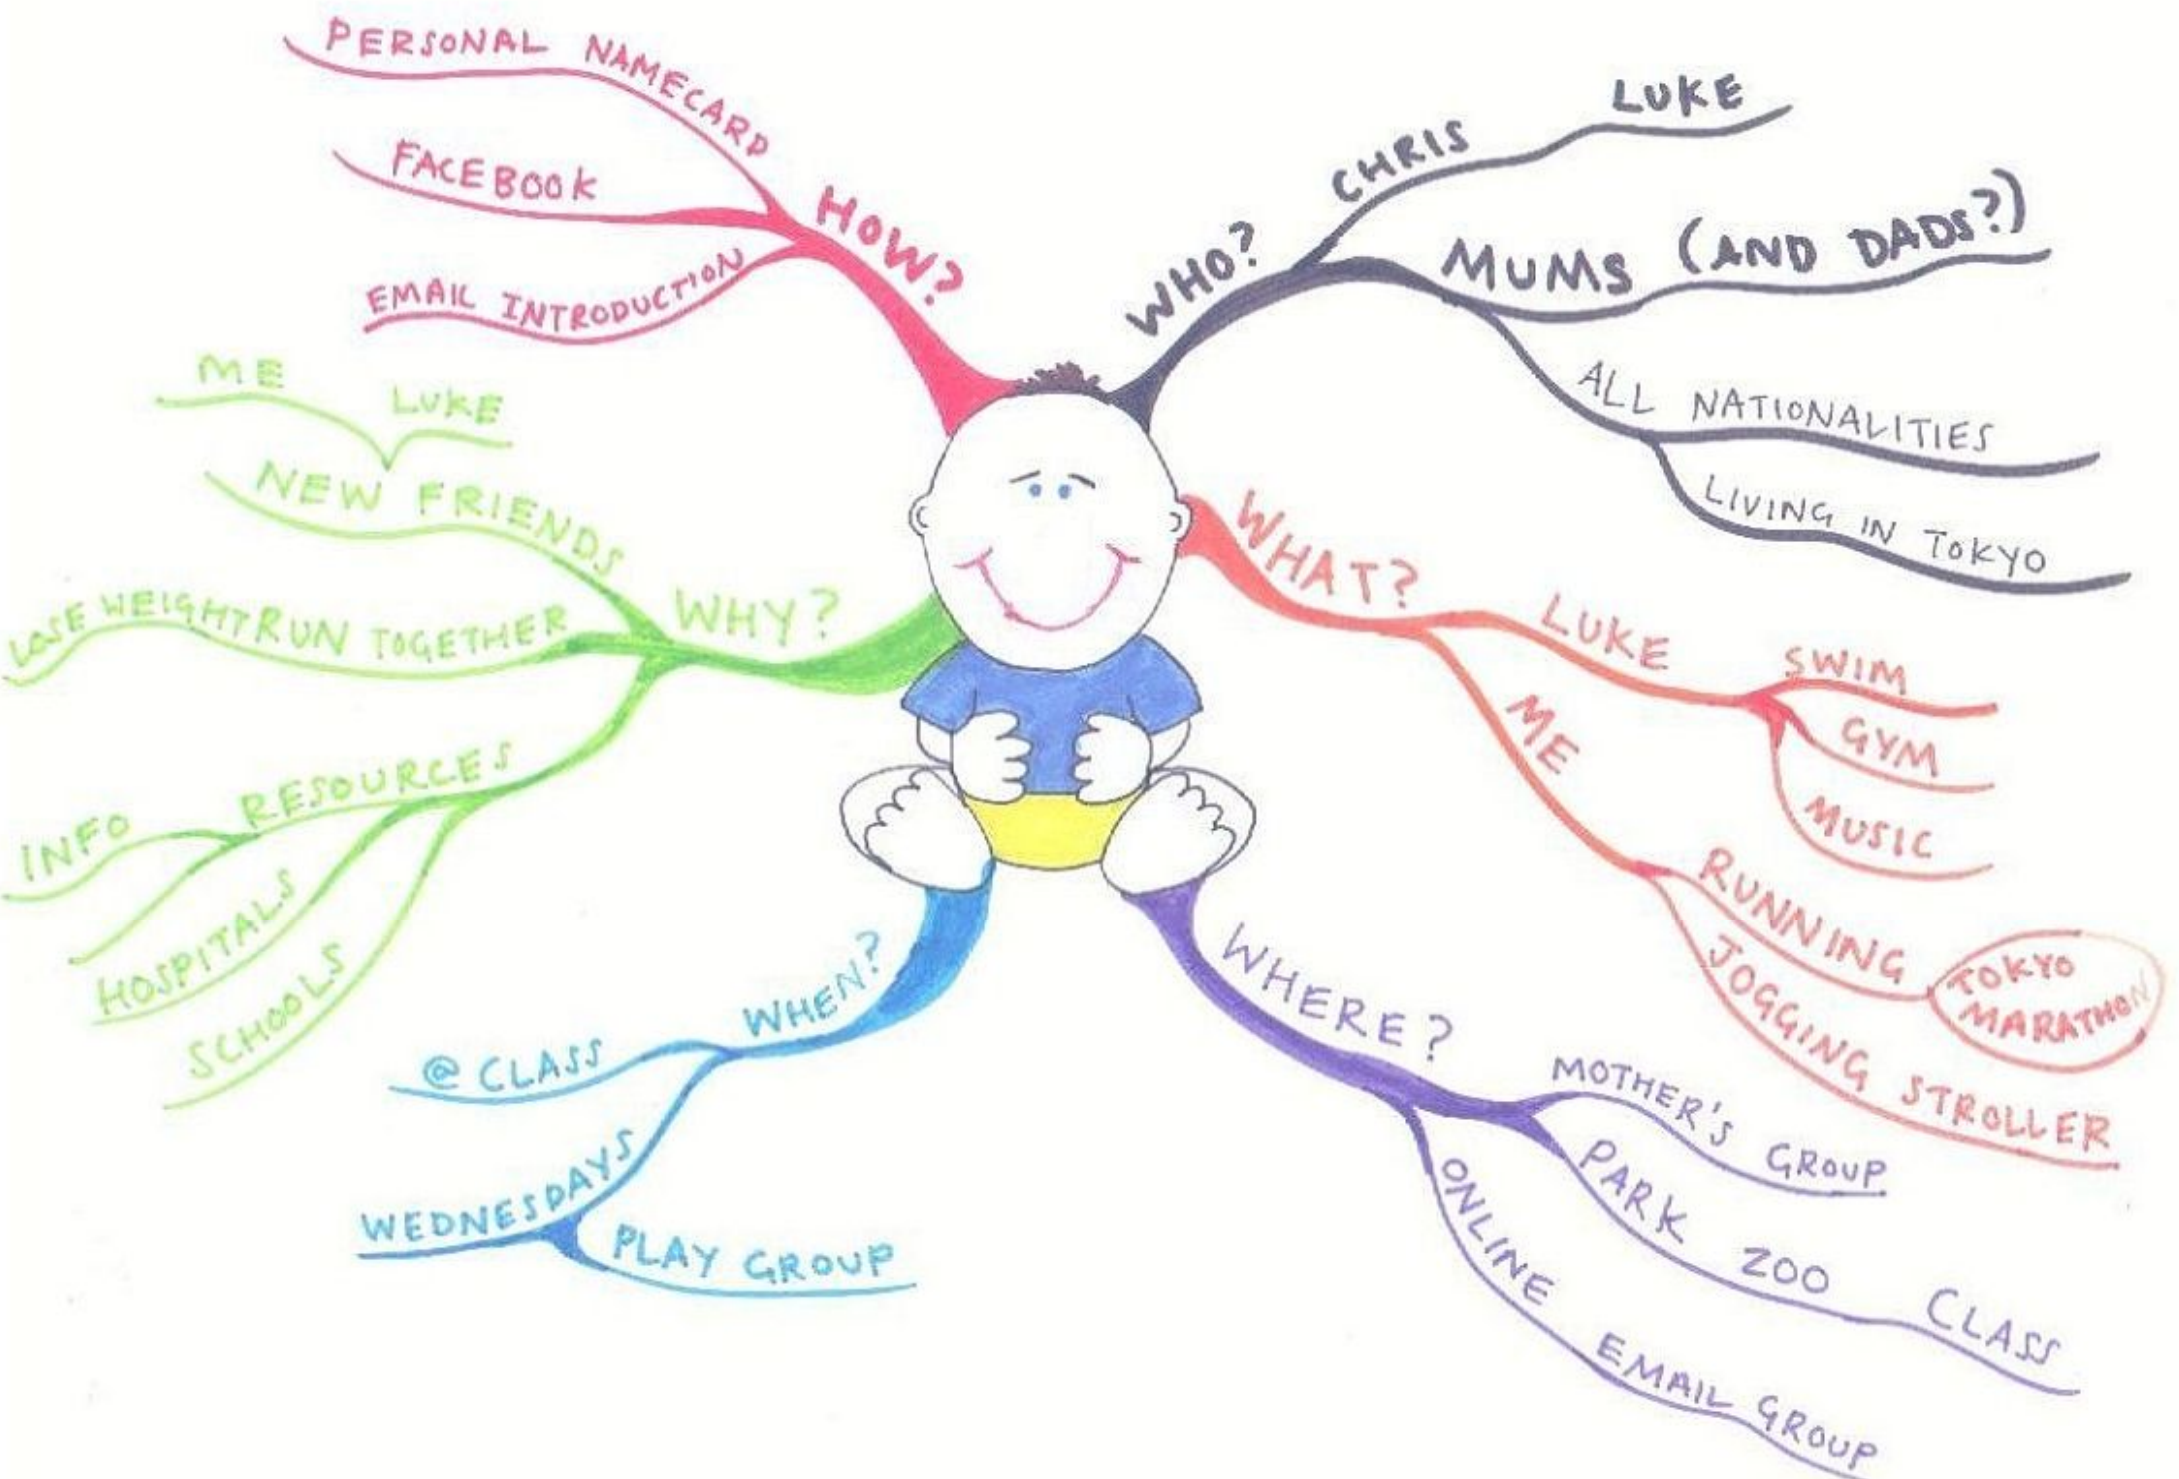 PERSONAL NAMECARD
FACEBOOK
EMAIL INTRODUCTION
HOW?
WHO?
CHRIS
LUKE
MUMS (AND DADS?)
ALL NATIONALITIES
LIVING IN TOKYO
ME
LUKE
NEW FRIENDS
LOSE WEIGHT
RUN TOGETHER
WHY?
RESOURCES
INFO
HOSPITALS
SCHOOLS
WHAT?
LUKE
SWIM
GYM
MUSIC
ME
RUNNING
TOKYO
MARATHON
JOGGING STROLLER
WHEN?
@ CLASS
WEDNESDAYS
PLAY GROUP
WHERE?
MOTHER'S GROUP
PARK ZOO CLASS
ONLINE EMAIL GROUP